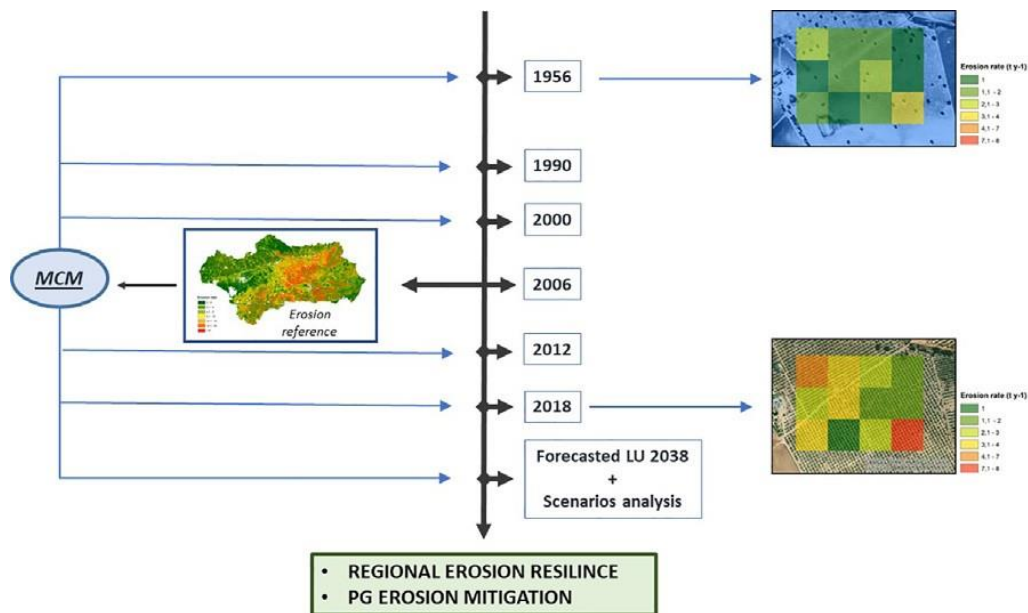 1956
Erosion rate (t y-1)
1
1,1 - 2
2,1 - 3
3,1 - 4
4,1 - 7
7,1 - 8
1990
2000
MCM
Erosion
reference
2006
2012
2018
Erosion rate (t y-1)
1
1,1 - 2
2,1 - 3
3,1 - 4
4,1 - 7
7,1 - 8
Forecasted LU 2038
+
Scenarios analysis
• REGIONAL EROSION RESILINCE
• PG EROSION MITIGATION